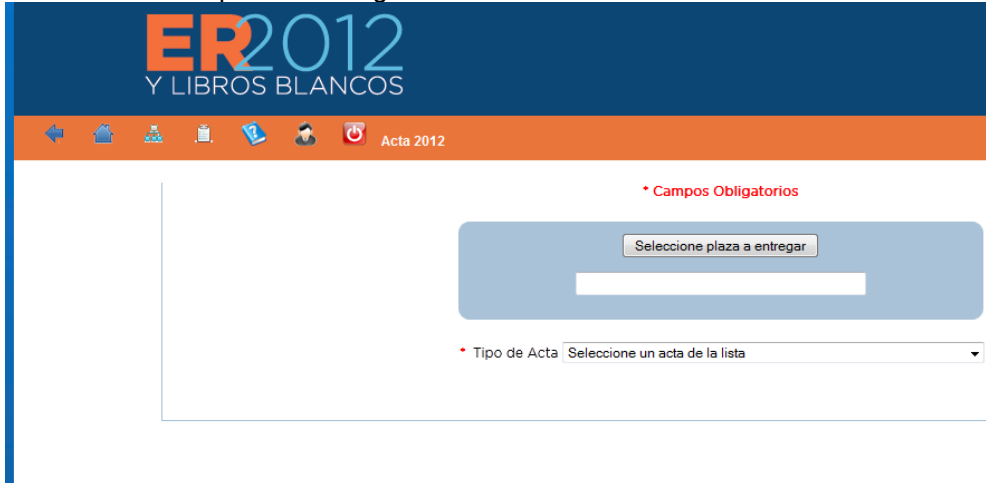 ER2012
Y LIBROS BLANCOS
Acta 2012
* Campos Obligatorios
Seleccione plaza a entregar
* Tipo de Acta Seleccione un acta de la lista